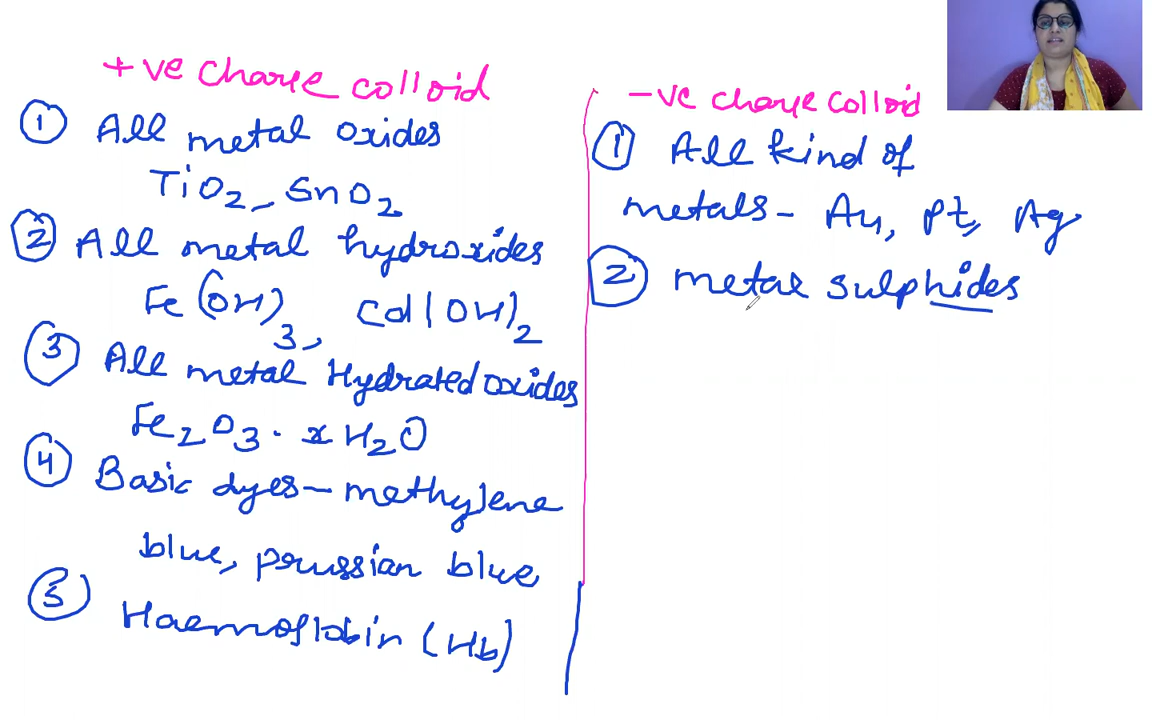 +ve charge colloid
① All metal oxides
TiO2, SnO2
② All metal hydroxides
Fe(OH)3, Cd(OH)2
③ All metal Hydrated oxides
Fe2O3·xH2O
④ Basic dyes - methylene
blue, prussian blue
⑤ Haemoglobin (Hb)
-ve charge colloid
① All kind of
metals - Au, Pt, Ag
② metal sulphides